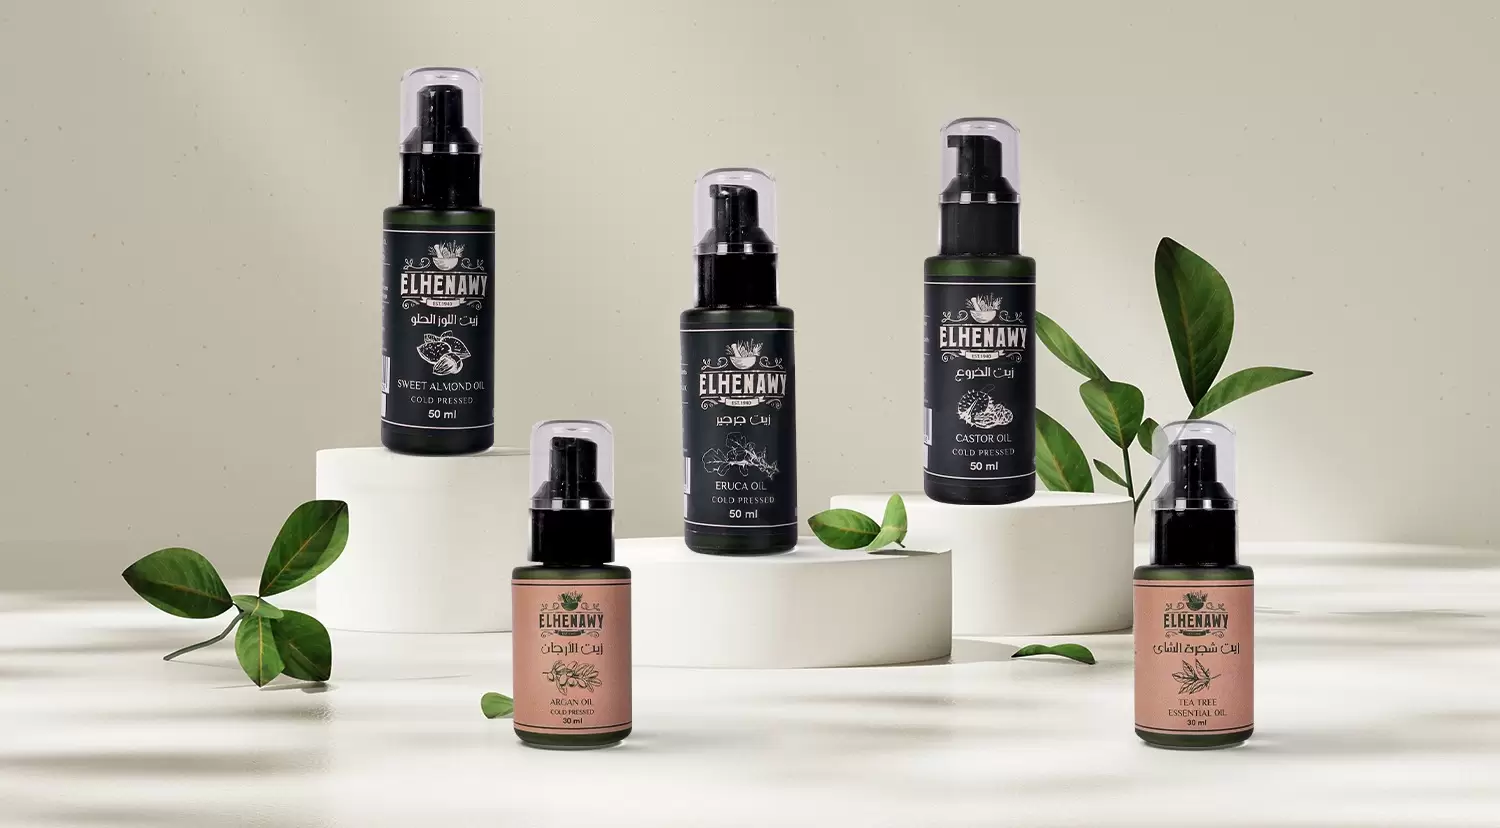 ELHENAWY
EST.1940
زيت اللوز الحلو
SWEET ALMOND OIL
COLD PRESSED
50 ml
ELHENAWY
EST.1940
زيت جرجير
ERUCA OIL
COLD PRESSED
50 ml
ELHENAWY
EST.1940
زيت الخروع
CASTOR OIL
COLD PRESSED
50 ml
ELHENAWY
زيت الأرجان
ARGAN OIL
COLD PRESSED
30 ml
ELHENAWY
زيت شجرة الشاى
TEA TREE
ESSENTIAL OIL
30 ml